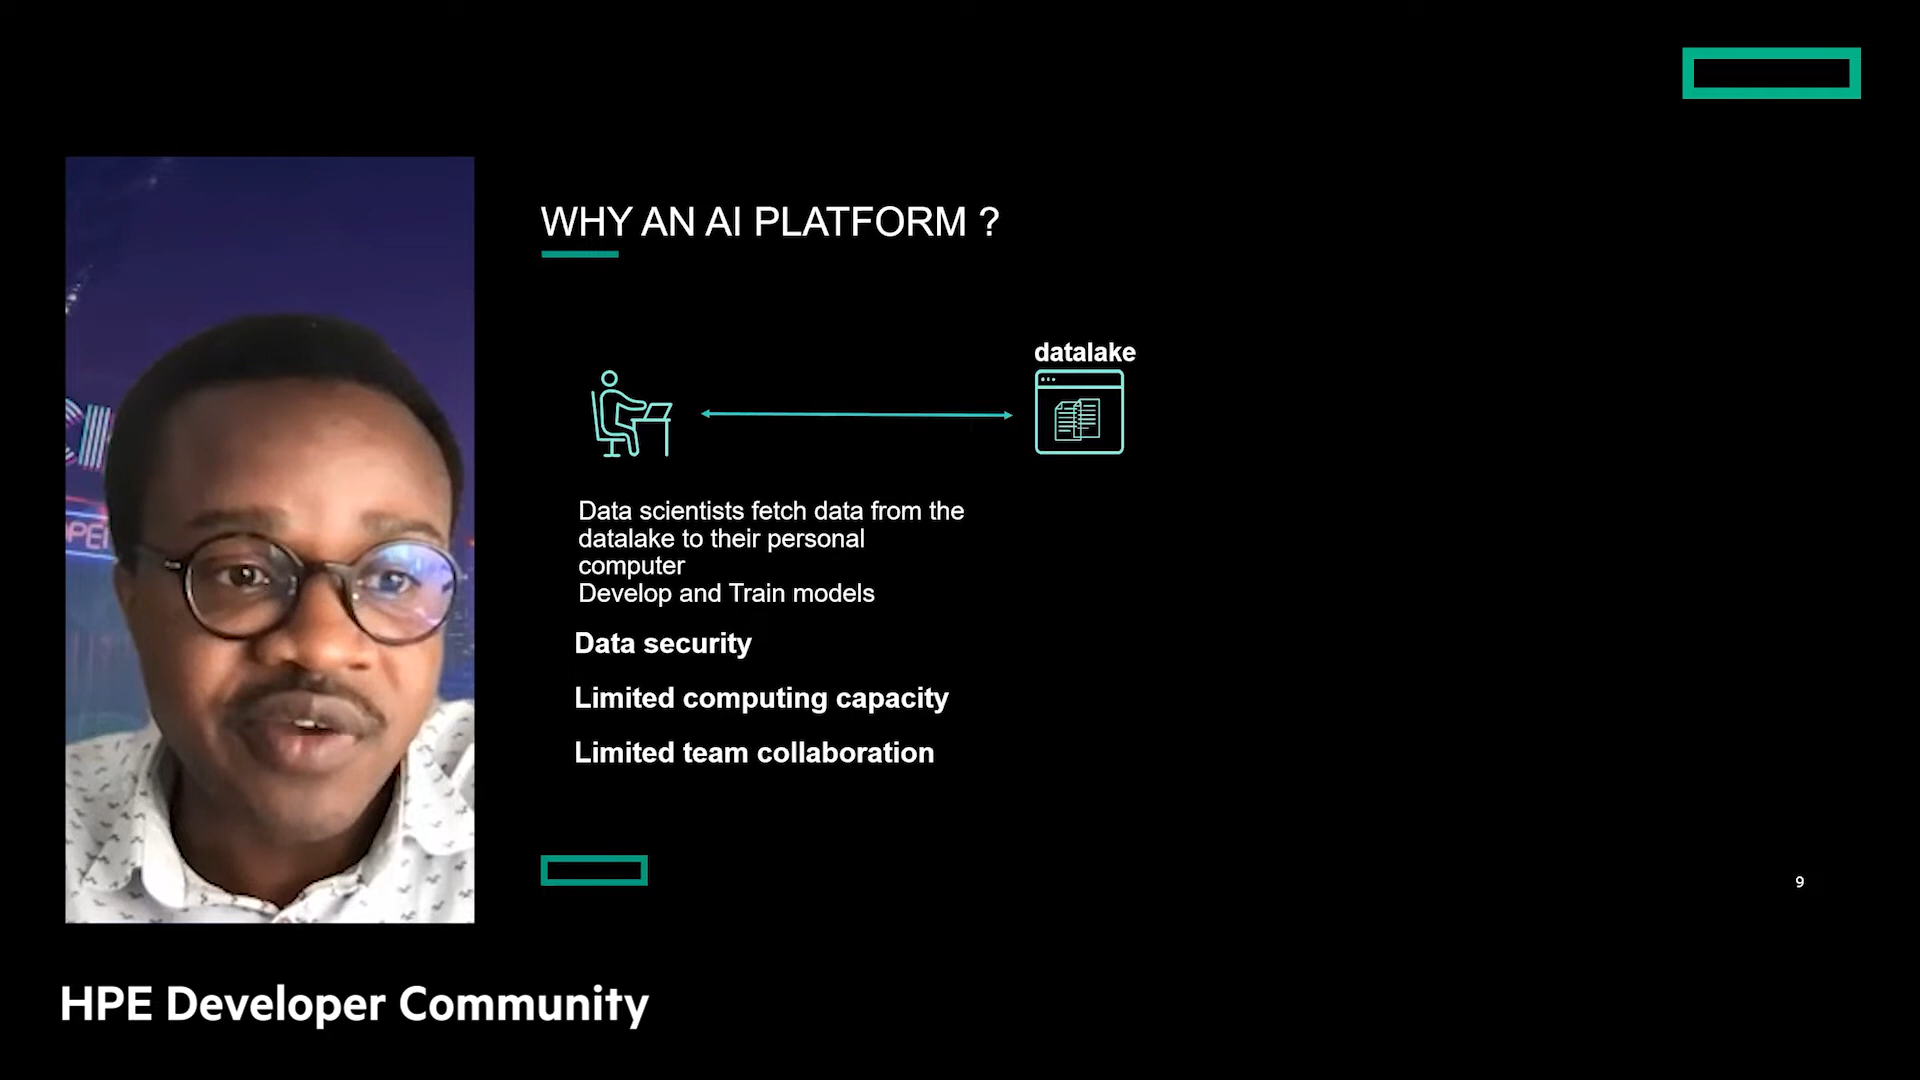 WHY AN AI PLATFORM ?
datalake
Data scientists fetch data from the
datalake to their personal
computer
Develop and Train models
Data security
Limited computing capacity
Limited team collaboration
9
HPE Developer Community